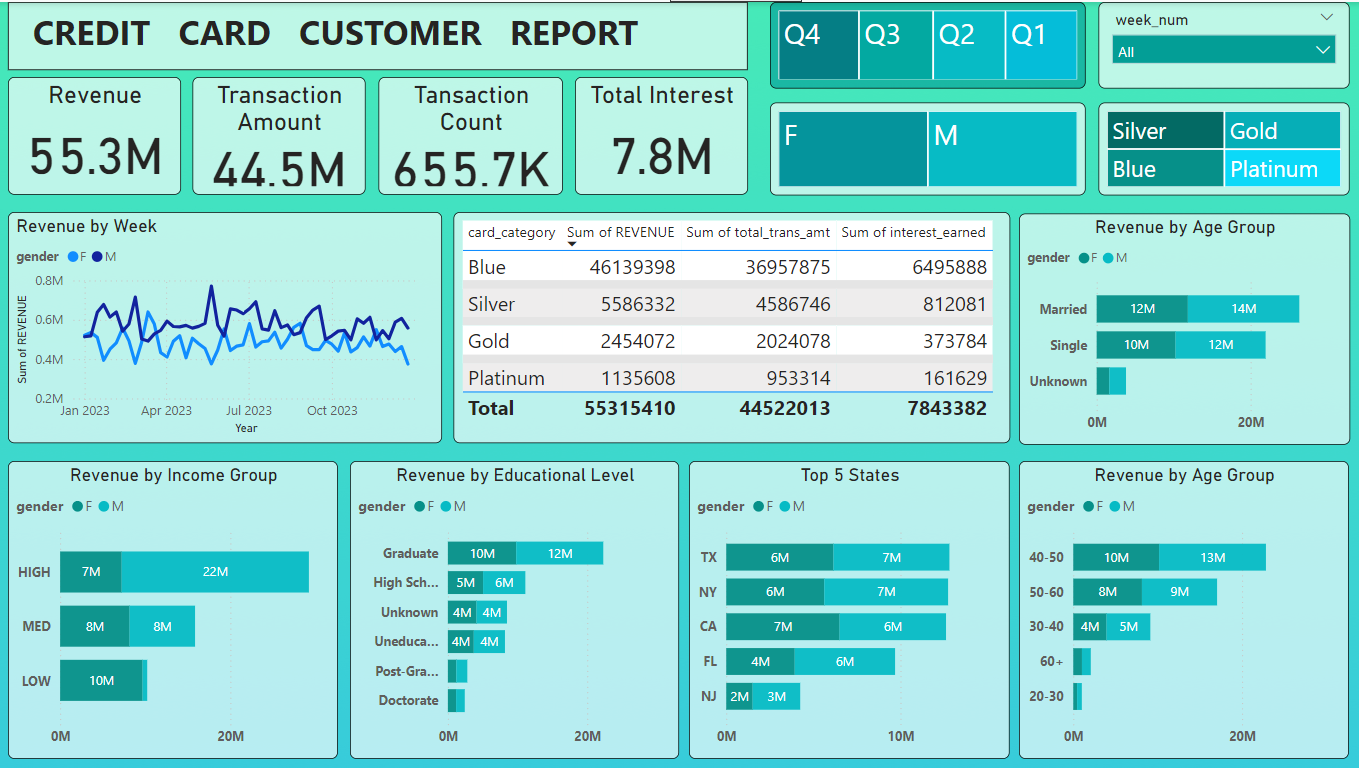 CREDIT CARD CUSTOMER REPORT
Q4 Q3 Q2 Q1
week_num
All
Revenue
55.3M
Transaction
Amount
44.5M
Tansaction
Count
655.7K
Total Interest
7.8M
F M
Silver Gold
Blue Platinum
Revenue by Week
gender F M
Sum of REVENUE
0.8M
0.6M
0.4M
0.2M
Jan 2023 Apr 2023 Jul 2023 Oct 2023
Year
card_category Sum of REVENUE Sum of total_trans_amt Sum of interest_earned
Blue 46139398 36957875 6495888
Silver 5586332 4586746 812081
Gold 2454072 2024078 373784
Platinum 1135608 953314 161629
Total 55315410 44522013 7843382
Revenue by Age Group
gender F M
Married 12M 14M
Single 10M 12M
Unknown
0M 20M
Revenue by Income Group
gender F M
HIGH 7M 22M
MED 8M 8M
LOW 10M
0M 20M
Revenue by Educational Level
gender F M
Graduate 10M 12M
High Sch... 5M 6M
Unknown 4M 4M
Uneduca... 4M 4M
Post-Gra...
Doctorate
0M 20M
Top 5 States
gender F M
TX 6M 7M
NY 6M 7M
CA 7M 6M
FL 4M 6M
NJ 2M 3M
0M 10M
Revenue by Age Group
gender F M
40-50 10M 13M
50-60 8M 9M
30-40 4M 5M
60+
20-30
0M 20M